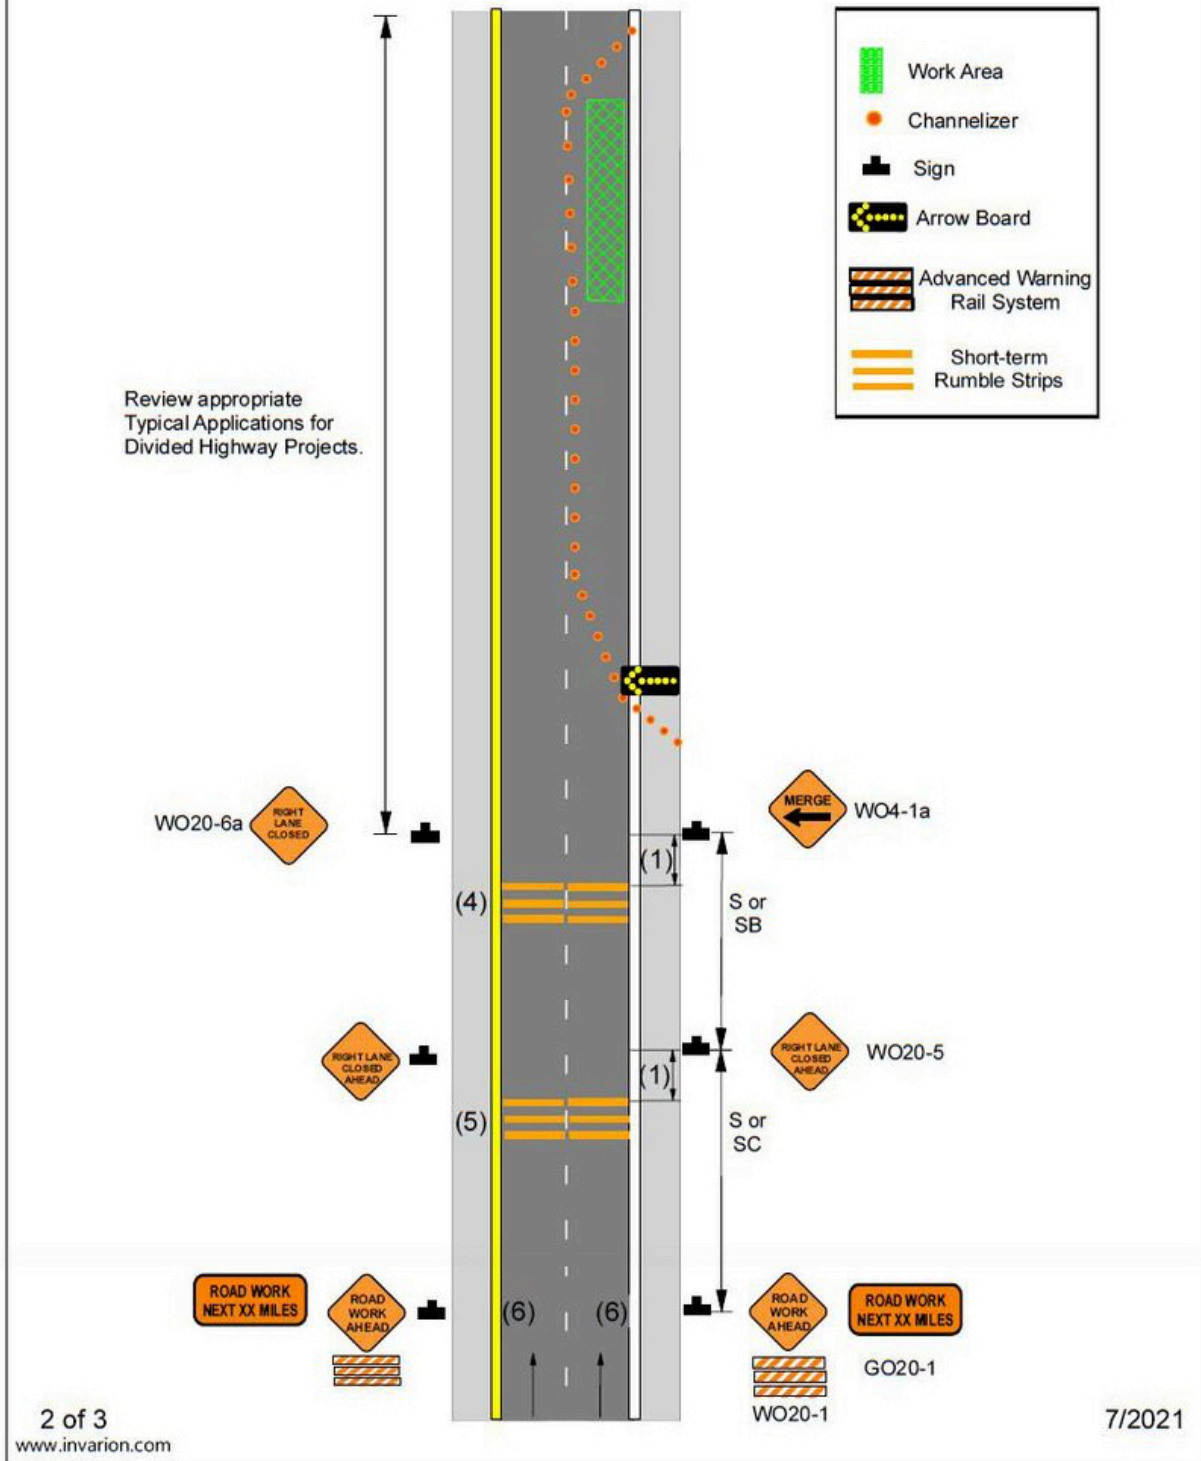 Work Area
Channelizer
Sign
Arrow Board
Advanced Warning
Rail System
Short-term
Rumble Strips
Review appropriate
Typical Applications for
Divided Highway Projects.
WO20-6a
RIGHT
LANE
CLOSED
MERGE
WO4-1a
(1)
(4)
S or
SB
RIGHT LANE
CLOSED
AHEAD
RIGHT LANE
CLOSED
AHEAD
WO20-5
(1)
(5)
S or
SC
ROAD WORK
NEXT XX MILES
ROAD
WORK
AHEAD
(6)
(6)
ROAD
WORK
AHEAD
ROAD WORK
NEXT XX MILES
GO20-1
WO20-1
2 of 3
www.invarion.com
7/2021